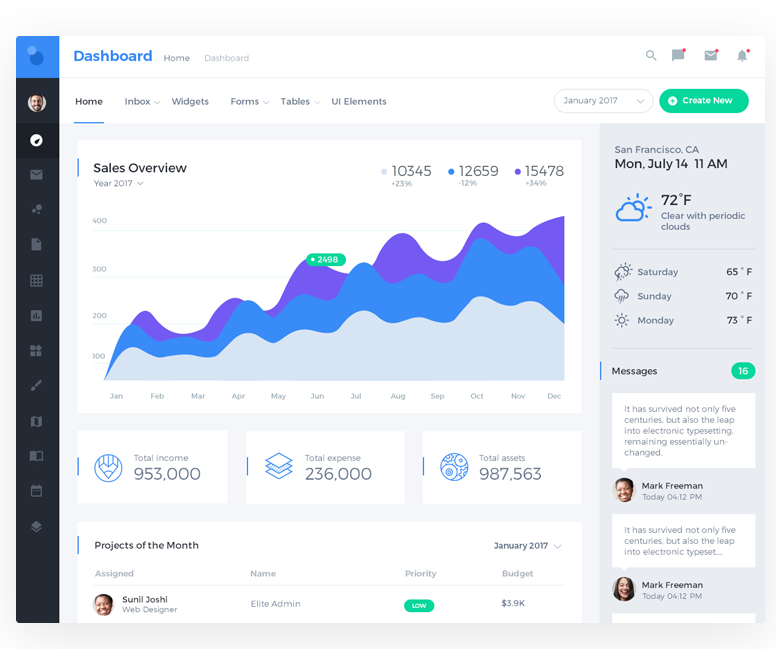 Dashboard Home Dashboard
Home Inbox Widgets Forms Tables UI Elements
January 2017
Create New
Sales Overview
Year 2017
10345 12659 15478
+23% -12% +34%
400
300
200
100
2498
Jan Feb Mar Apr May Jun Jul Aug Sep Oct Nov Dec
Total income
953,000
Total expense
236,000
Total assets
987,563
Projects of the Month
January 2017
Assigned Name Priority Budget
Sunil Joshi
Web Designer
Elite Admin
LOW
$3.9K
San Francisco, CA
Mon, July 14 11 AM
72°F
Clear with periodic
clouds
Saturday 65 ° F
Sunday 70 ° F
Monday 73 ° F
Messages 16
It has survived not only five
centuries, but also the leap
into electronic typesetting,
remaining essentially un-
changed.
Mark Freeman
Today 04:12 PM
It has survived not only five
centuries, but also the leap
into electronic typeset....
Mark Freeman
Today 04:12 PM